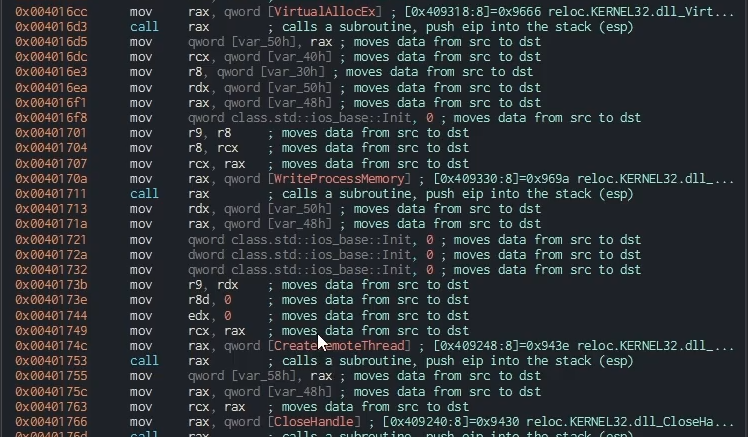 0x004016cc mov rax, qword [VirtualAllocEx] ; [0x409318:8]=0x9666 reloc.KERNEL32.dll_Virt...
0x004016d3 call rax ; calls a subroutine, push eip into the stack (esp)
0x004016d5 mov qword [var_50h], rax ; moves data from src to dst
0x004016dc mov rcx, qword [var_40h] ; moves data from src to dst
0x004016e3 mov r8, qword [var_30h] ; moves data from src to dst
0x004016ea mov rdx, qword [var_50h] ; moves data from src to dst
0x004016f1 mov rax, qword [var_48h] ; moves data from src to dst
0x004016f8 mov qword class.std::ios_base::Init, 0 ; moves data from src to dst
0x00401701 mov r9, r8 ; moves data from src to dst
0x00401704 mov r8, rcx ; moves data from src to dst
0x00401707 mov rcx, rax ; moves data from src to dst
0x0040170a mov rax, qword [WriteProcessMemory] ; [0x409330:8]=0x969a reloc.KERNEL32.dll_...
0x00401711 call rax ; calls a subroutine, push eip into the stack (esp)
0x00401713 mov rdx, qword [var_50h] ; moves data from src to dst
0x0040171a mov rax, qword [var_48h] ; moves data from src to dst
0x00401721 mov qword class.std::ios_base::Init, 0 ; moves data from src to dst
0x0040172a mov dword class.std::ios_base::Init, 0 ; moves data from src to dst
0x00401732 mov qword class.std::ios_base::Init, 0 ; moves data from src to dst
0x0040173b mov r9, rdx ; moves data from src to dst
0x0040173e mov r8d, 0 ; moves data from src to dst
0x00401744 mov edx, 0 ; moves data from src to dst
0x00401749 mov rcx, rax ; moves data from src to dst
0x0040174c mov rax, qword [CreateRemoteThread] ; [0x409248:8]=0x943e reloc.KERNEL32.dll_...
0x00401753 call rax ; calls a subroutine, push eip into the stack (esp)
0x00401755 mov qword [var_58h], rax ; moves data from src to dst
0x0040175c mov rax, qword [var_48h] ; moves data from src to dst
0x00401763 mov rcx, rax ; moves data from src to dst
0x00401766 mov rax, qword [CloseHandle] ; [0x409240:8]=0x9430 reloc.KERNEL32.dll_CloseHa...
0x0040176d call rax ; calls a subroutine, push eip into the stack (esp)